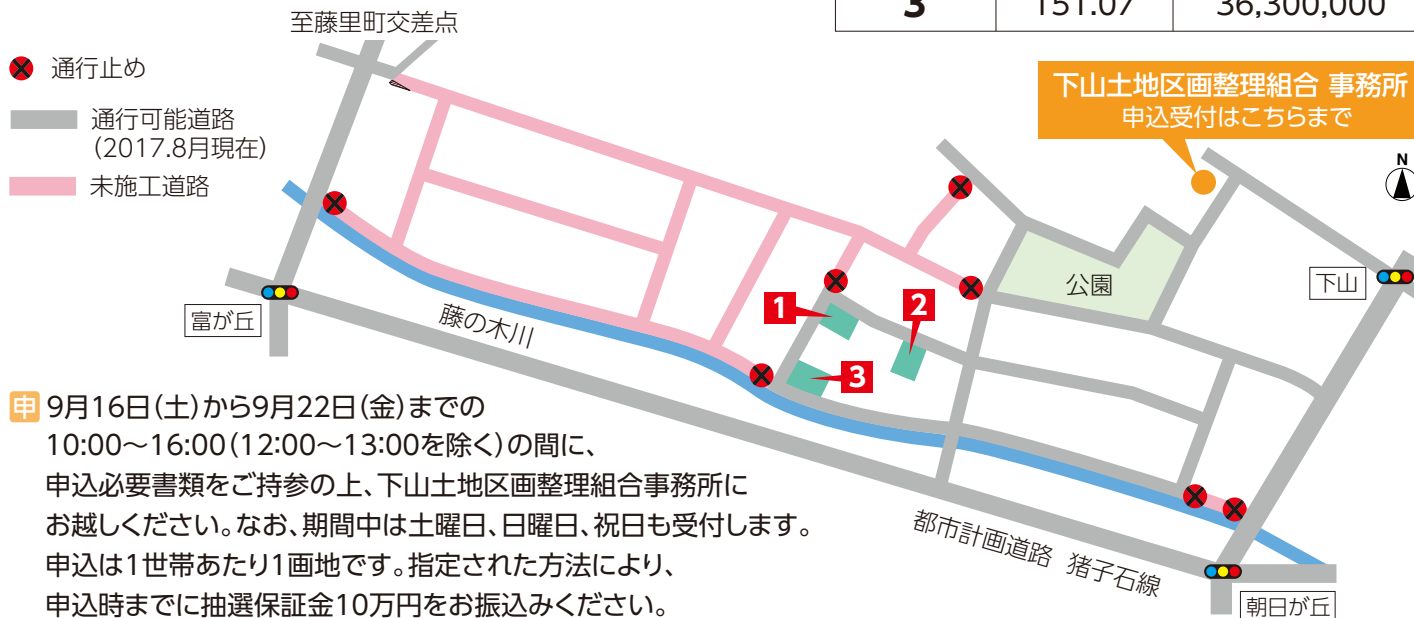 3 151.07 36,300,000
至藤里町交差点
通行止め
通行可能道路
(2017.8月現在)
未施工道路
下山土地区画整理組合 事務所
申込受付はこちらまで
N
公園
下山
富が丘
藤の木川
1
2
3
申 9月16日(土)から9月22日(金)までの
10:00〜16:00(12:00〜13:00を除く)の間に、
申込必要書類をご持参の上、下山土地区画整理組合事務所に
お越しください。なお、期間中は土曜日、日曜日、祝日も受付します。
申込は1世帯あたり1画地です。指定された方法により、
申込時までに抽選保証金10万円をお振込みください。
都市計画道路 猪子石線
朝日が丘